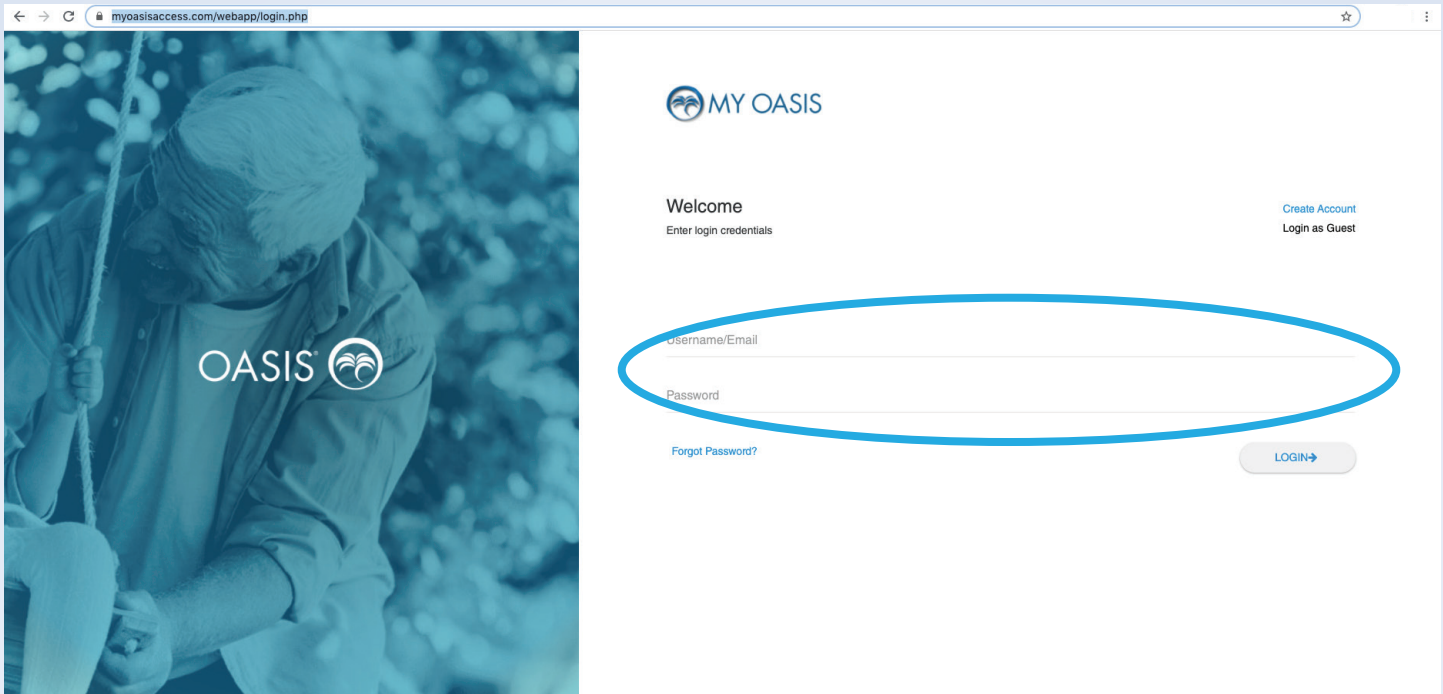 myoasisaccess.com/webapp/login.php
MY OASIS
Welcome
Create Account
Enter login credentials
Login as Guest
Username/Email
OASIS
Password
Forgot Password?
LOGIN